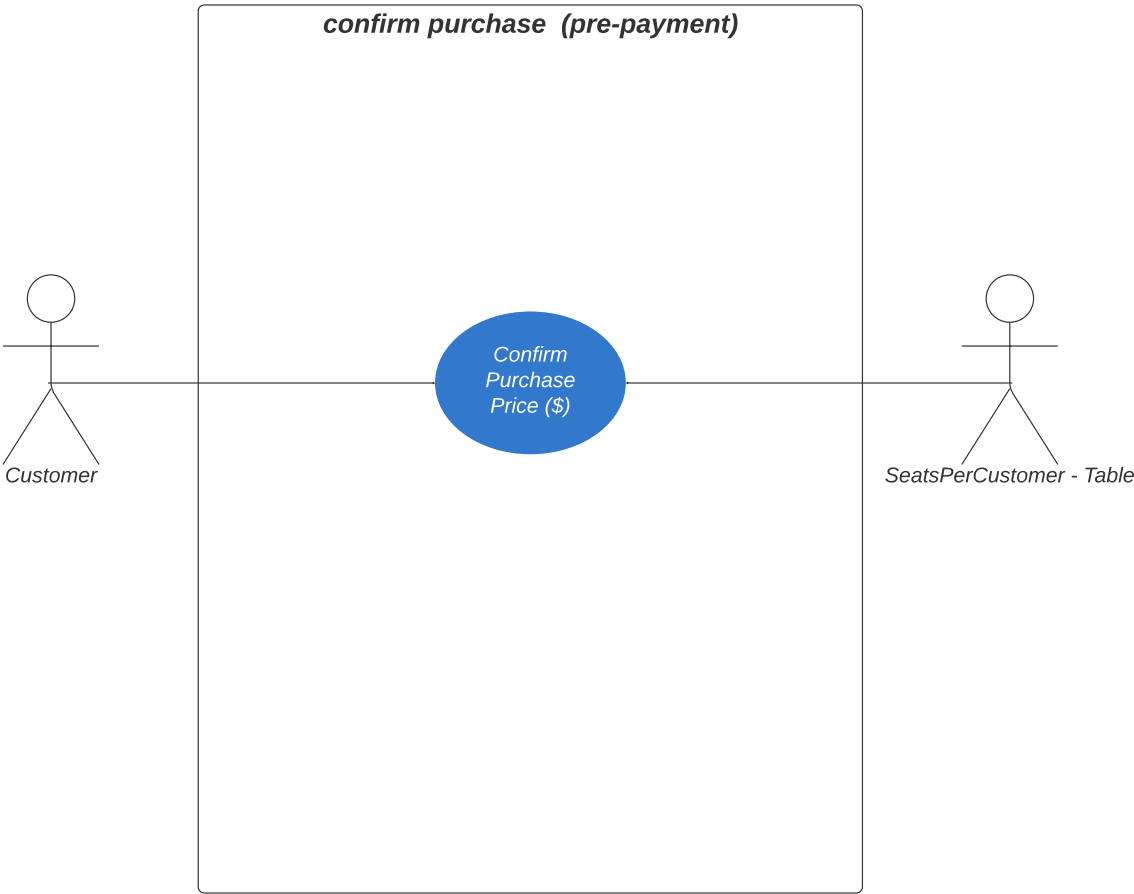 confirm purchase  (pre-payment)
Confirm
Purchase
Price ($)
Customer
SeatsPerCustomer - Table